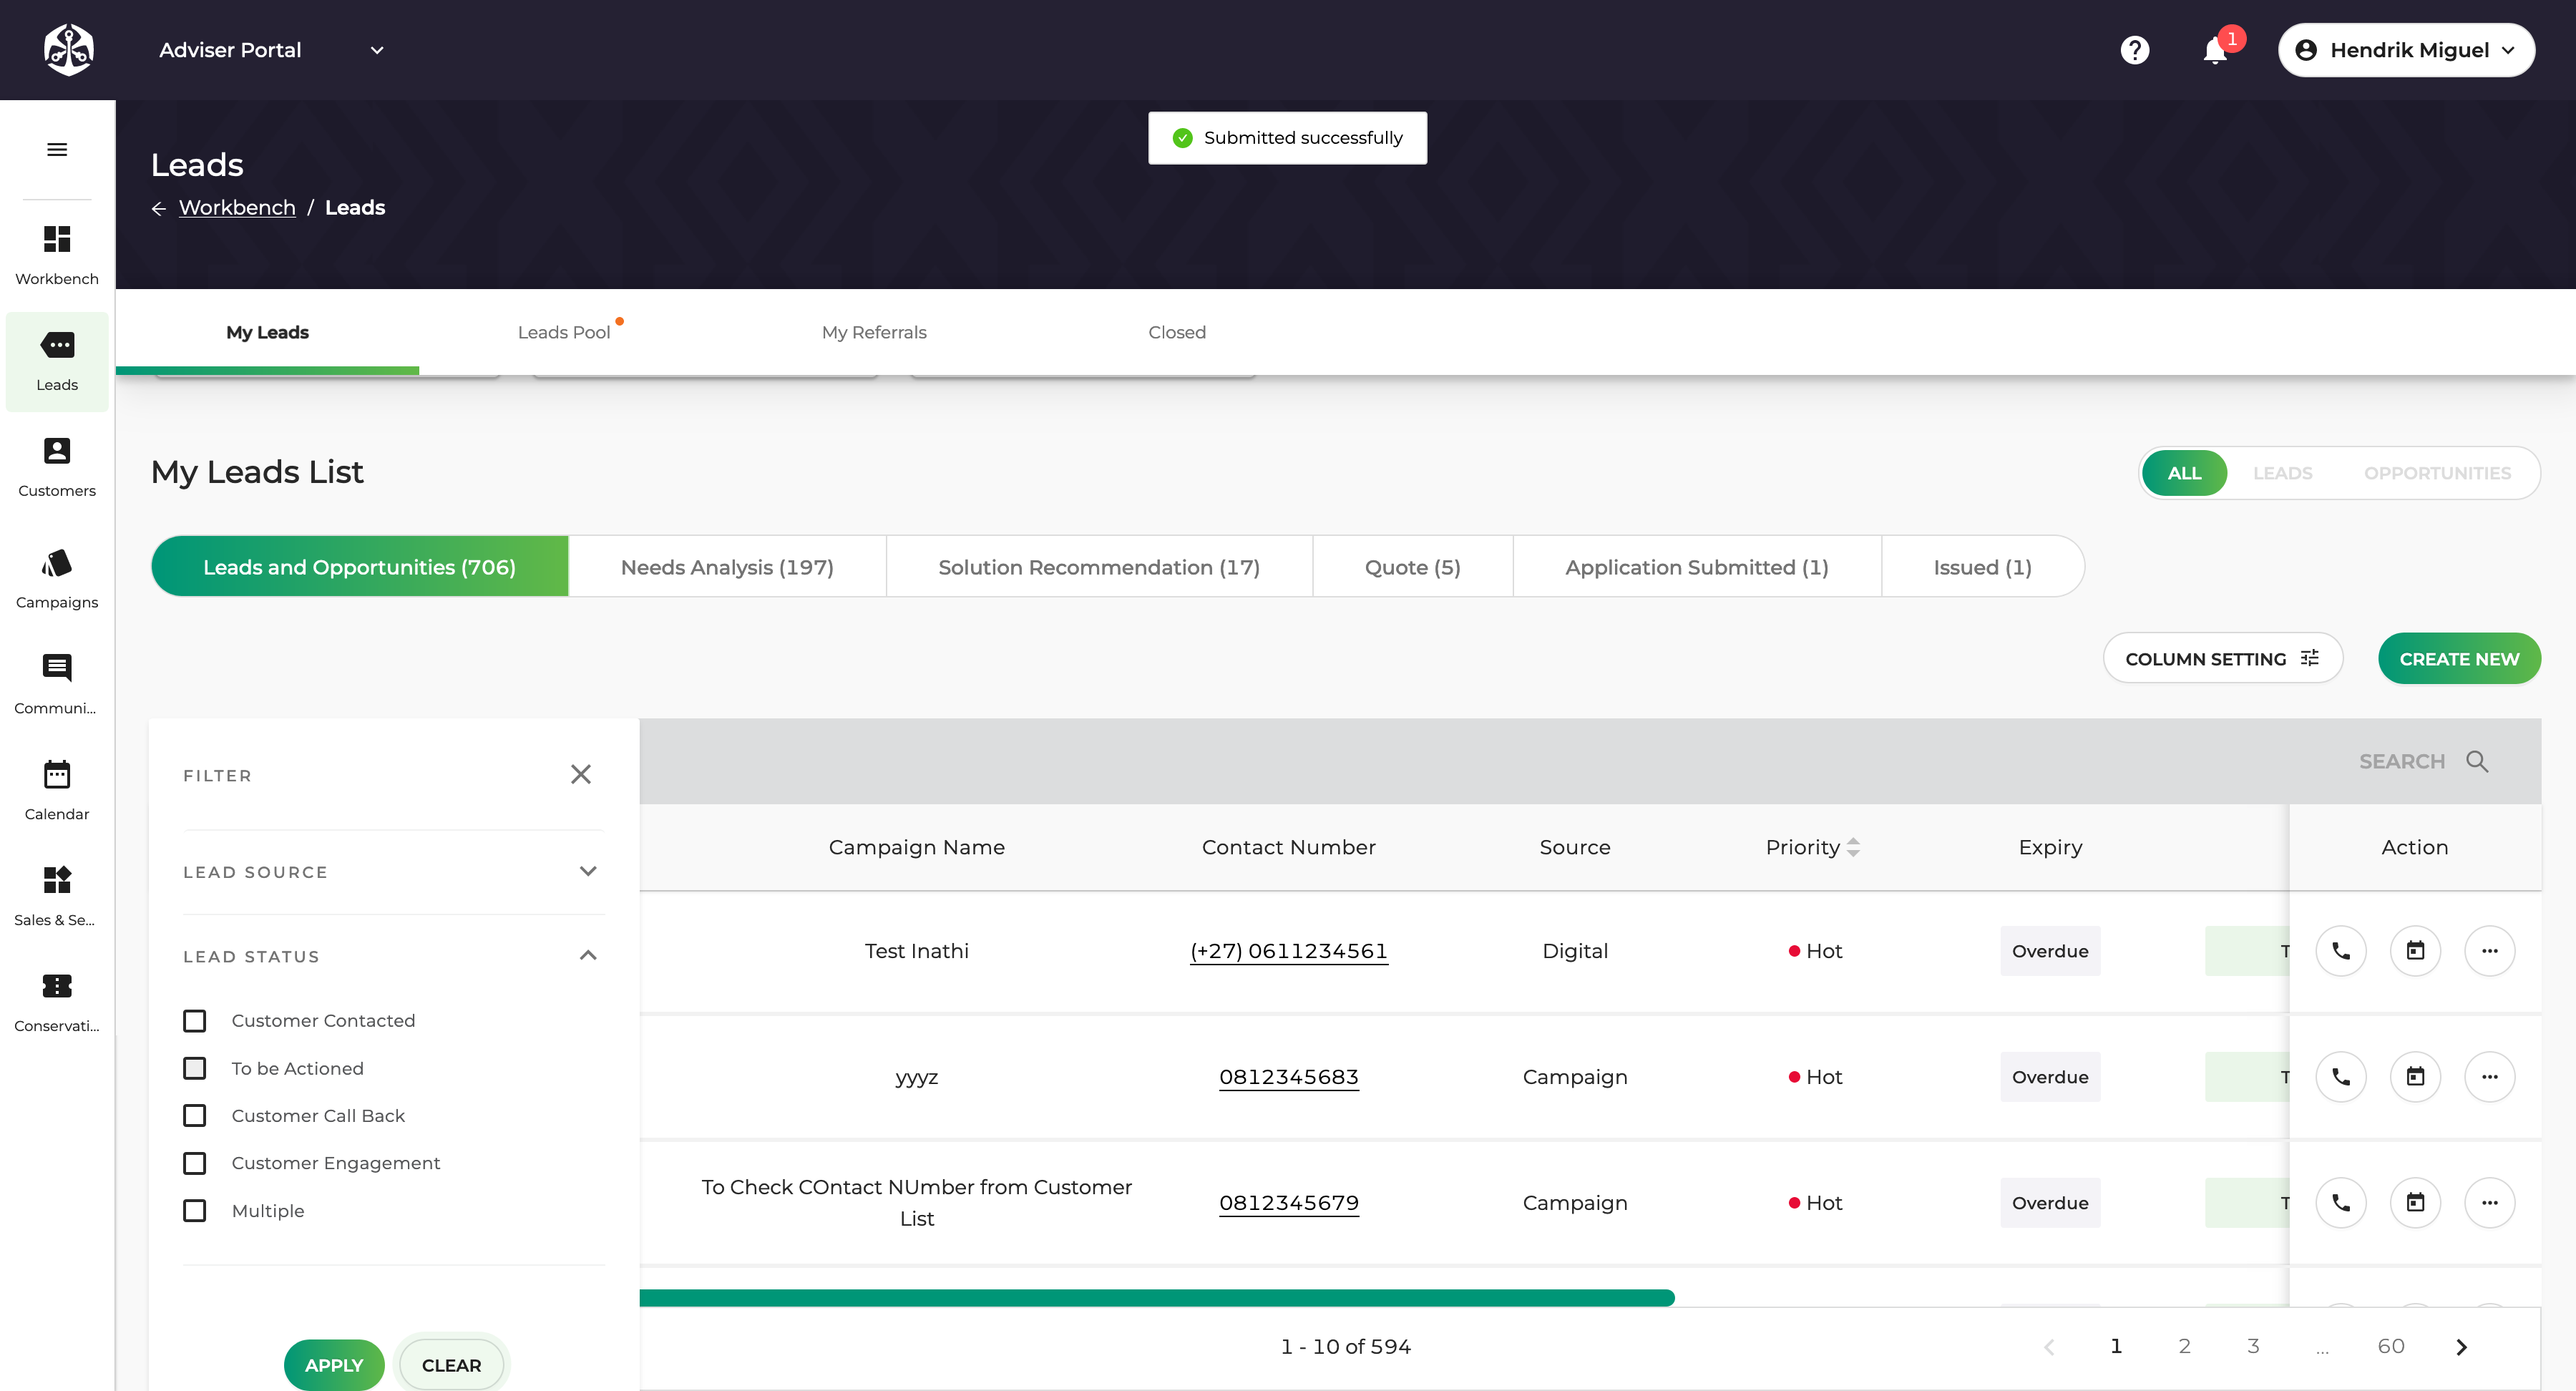 Adviser Portal
1
Hendrik Miguel
Submitted successfully
Leads
Workbench / Leads
Workbench
Leads
Customers
Campaigns
Communi...
Calendar
Sales & Se...
Conservati...
My Leads
Leads Pool
My Referrals
Closed
My Leads List
ALL
LEADS
OPPORTUNITIES
Leads and Opportunities (706)
Needs Analysis (197)
Solution Recommendation (17)
Quote (5)
Application Submitted (1)
Issued (1)
COLUMN SETTING
CREATE NEW
FILTER
LEAD SOURCE
LEAD STATUS
Customer Contacted
To be Actioned
Customer Call Back
Customer Engagement
Multiple
APPLY
CLEAR
SEARCH
Campaign Name
Contact Number
Source
Priority
Expiry
Action
Test Inathi
(+27) 0611234561
Digital
Hot
Overdue
T
yyyz
0812345683
Campaign
Hot
Overdue
T
To Check COntact NUmber from Customer
List
0812345679
Campaign
Hot
Overdue
T
1 - 10 of 594
1
2
3
...
60